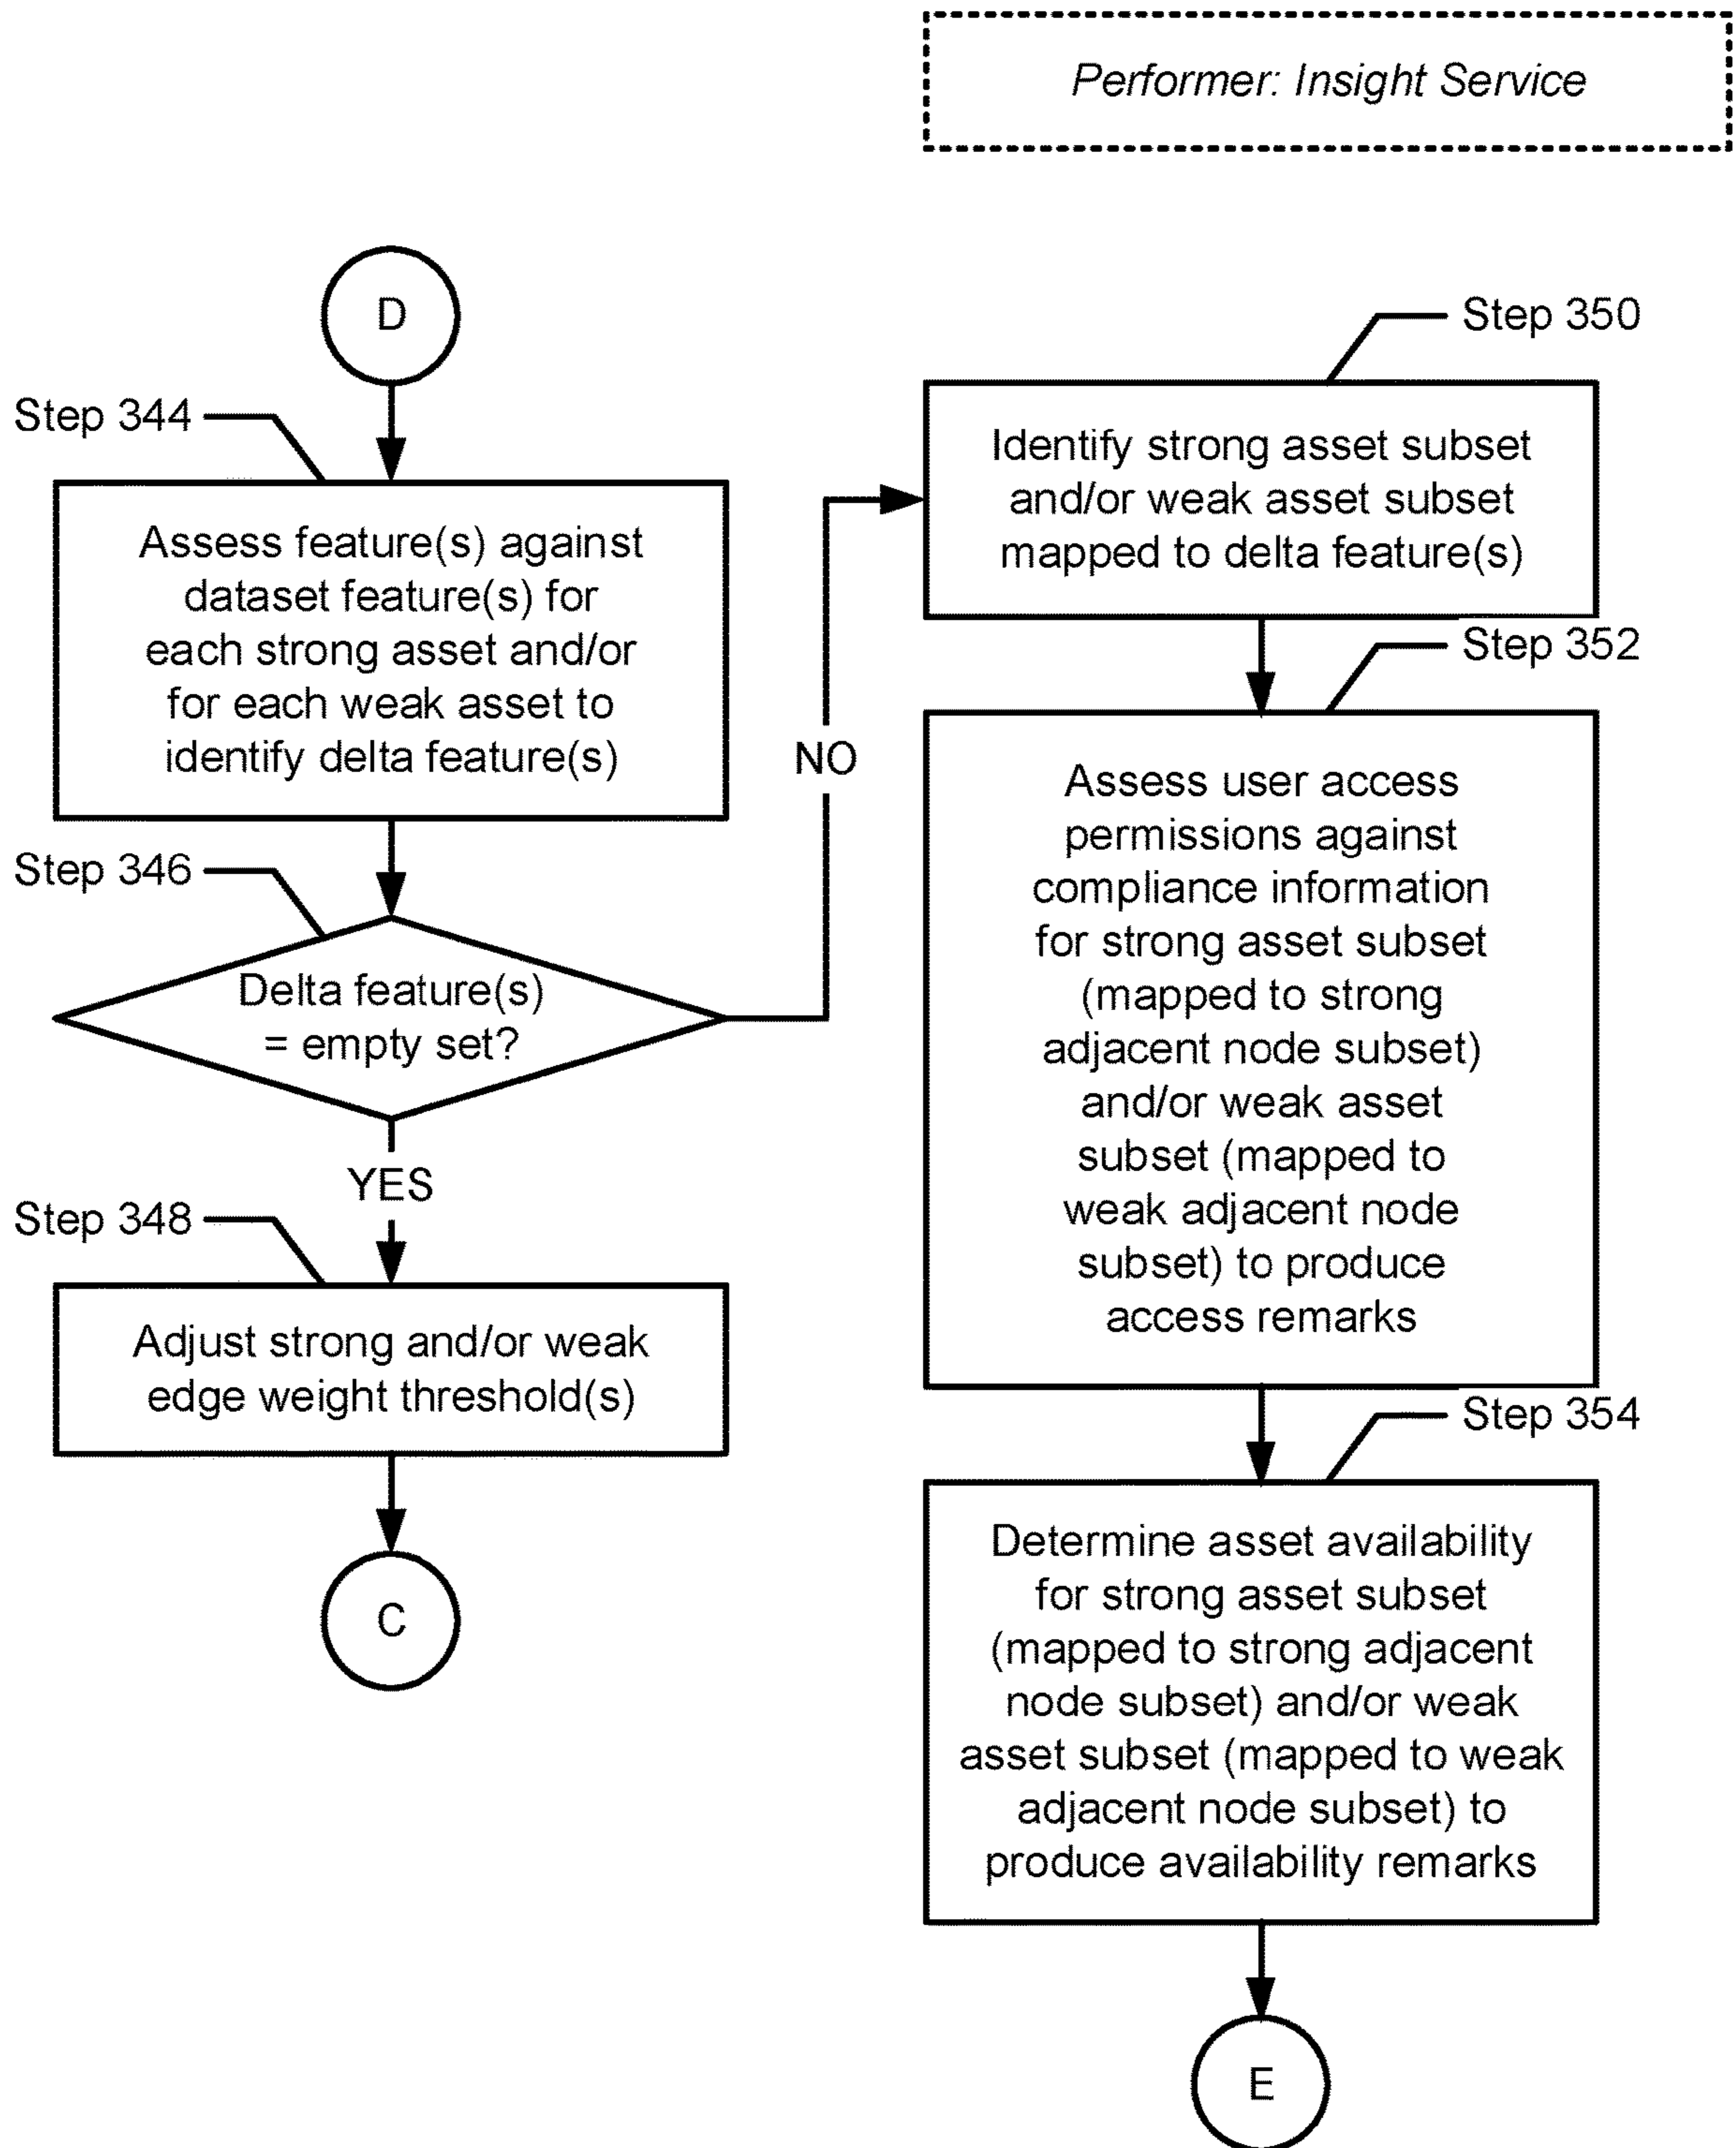 Performer: Insight Service
D
Step 344
Assess feature(s) against
dataset feature(s) for
each strong asset and/or
for each weak asset to
identify delta feature(s)
Step 346
Delta feature(s)
= empty set?
NO
YES
Step 348
Adjust strong and/or weak
edge weight threshold(s)
C
Step 350
Identify strong asset subset
and/or weak asset subset
mapped to delta feature(s)
Step 352
Assess user access
permissions against
compliance information
for strong asset subset
(mapped to strong
adjacent node subset)
and/or weak asset
subset (mapped to
weak adjacent node
subset) to produce
access remarks
Step 354
Determine asset availability
for strong asset subset
(mapped to strong adjacent
node subset) and/or weak
asset subset (mapped to weak
adjacent node subset) to
produce availability remarks
E